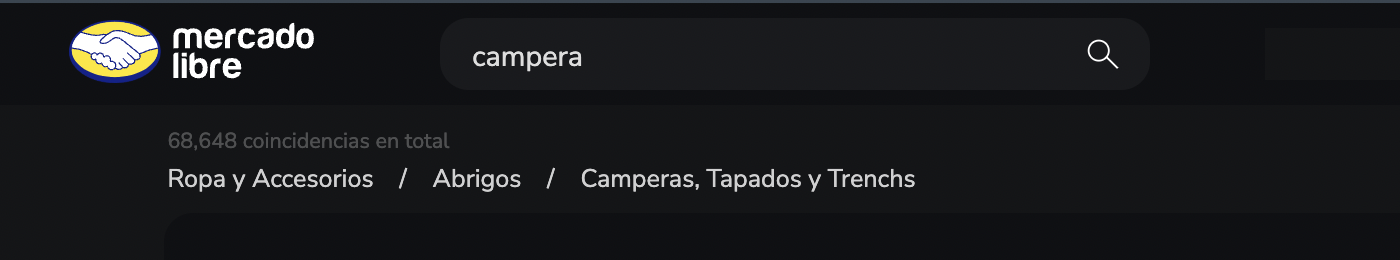 mercado
libre
campera
68,648 coincidencias en total
Ropa y Accesorios / Abrigos / Camperas, Tapados y Trenchs